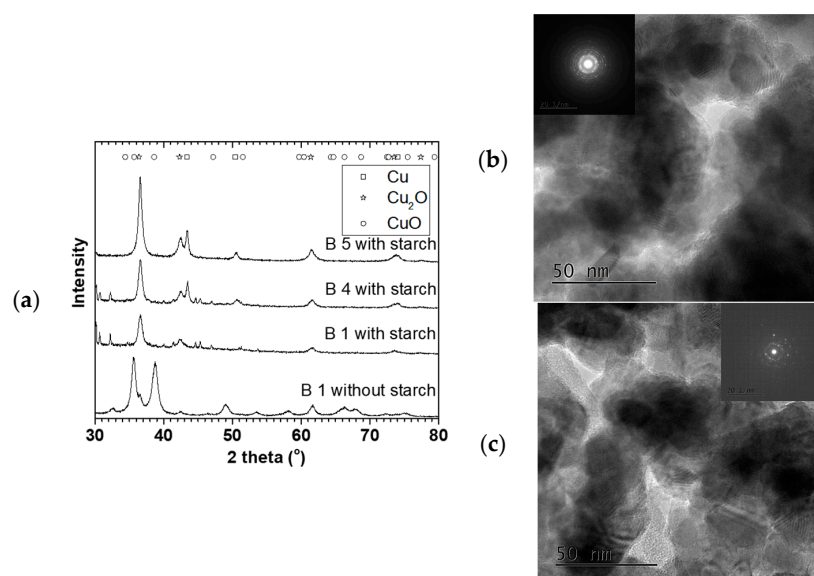 (a)
Intensity
Cu
Cu2O
CuO
B 5 with starch
B 4 with starch
B 1 with starch
B 1 without starch
30 40 50 60 70 80
2 theta (°)
(b)
50 nm
(c)
50 nm